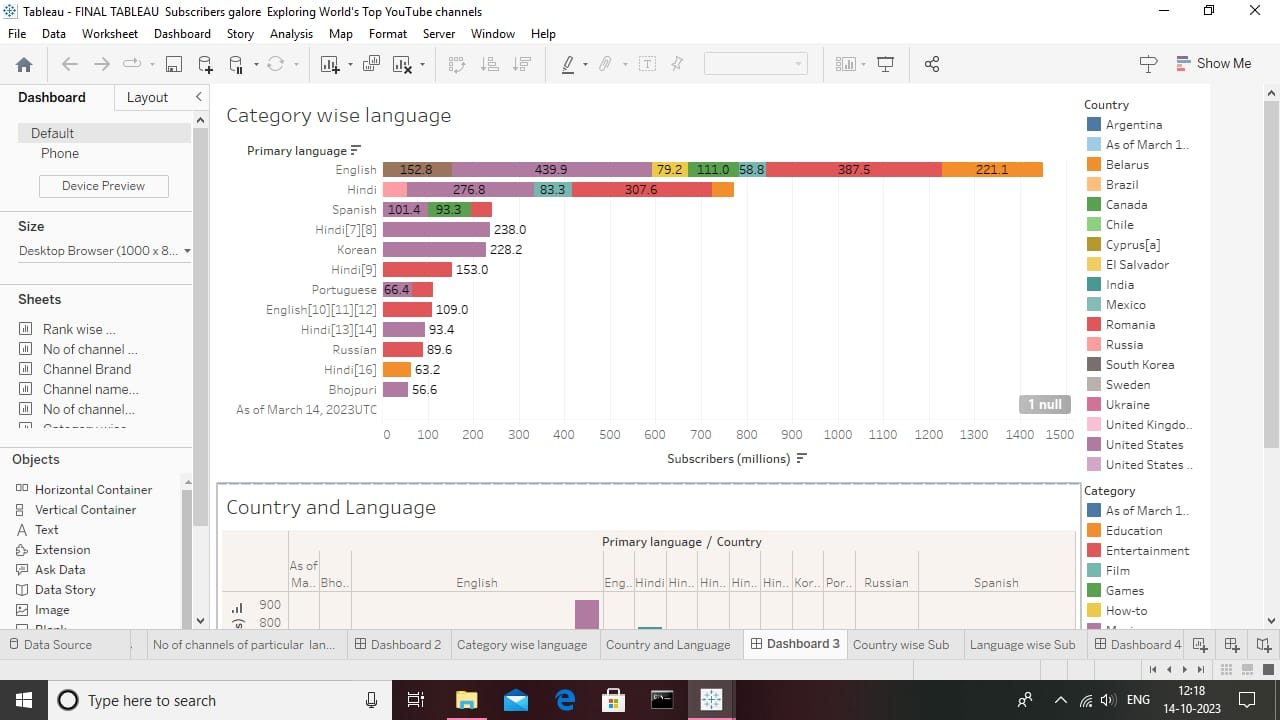 Tableau - FINAL TABLEAU Subscribers galore Exploring World's Top YouTube channels
File Data Worksheet Dashboard Story Analysis Map Format Server Window Help
Show Me
Dashboard Layout
Default
Phone
Device Preview
Size
Desktop Browser (1000 x 8...
Sheets
Rank wise ...
No of channel ...
Channel Brand
Channel name...
No of channel...
Objects
Horizontal Container
Vertical Container
Text
Extension
Ask Data
Data Story
Image
Category wise language
Primary language
English 152.8 439.9 79.2 111.0 58.8 387.5 221.1
Hindi 276.8 83.3 307.6
Spanish 101.4 93.3
Hindi[7][8] 238.0
Korean 228.2
Hindi[9] 153.0
Portuguese 66.4
English[10][11][12] 109.0
Hindi[13][14] 93.4
Russian 89.6
Hindi[16] 63.2
Bhojpuri 56.6
As of March 14, 2023UTC
1 null
0 100 200 300 400 500 600 700 800 900 1000 1100 1200 1300 1400 1500
Subscribers (millions)
Country and Language
Primary language / Country
As of Ma.. Bho.. English Eng.. Hindi Hin.. Hin.. Hin.. Hin.. Kor.. Por.. Russian Spanish
900
800
Country
Argentina
As of March 1..
Belarus
Brazil
Canada
Chile
Cyprus[a]
El Salvador
India
Mexico
Romania
Russia
South Korea
Sweden
Ukraine
United Kingdo..
United States
United States ..
Category
As of March 1..
Education
Entertainment
Film
Games
How-to
Data Source No of channels of particular lan... Dashboard 2 Category wise language Country and Language Dashboard 3 Country wise Sub Language wise Sub Dashboard 4
Type here to search
ENG
12:18
14-10-2023